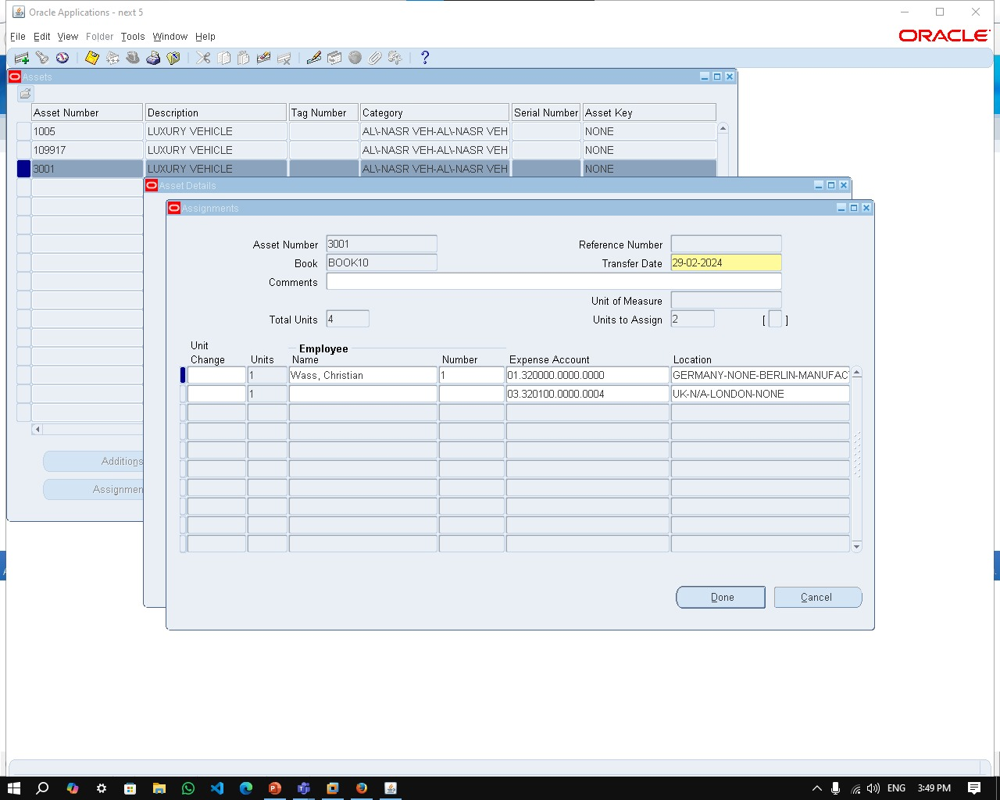 Oracle Applications - next 5
File Edit View Folder Tools Window Help
ORACLE
Assets
Asset Number Description Tag Number Category Serial Number Asset Key
1005 LUXURY VEHICLE AL\-NASR VEH-AL\-NASR VEH NONE
109917 LUXURY VEHICLE AL\-NASR VEH-AL\-NASR VEH NONE
3001 LUXURY VEHICLE AL\-NASR VEH-AL\-NASR VEH NONE
Asset Details
Assignments
Asset Number 3001 Reference Number
Book BOOK10 Transfer Date 29-02-2024
Comments
Unit of Measure
Total Units 4 Units to Assign 2 [ ]
Unit Change Units Employee Name Number Expense Account Location
1 Wass, Christian 1 01.320000.0000.0000 GERMANY-NONE-BERLIN-MANUFAC
1 03.320100.0000.0004 UK-N/A-LONDON-NONE
Additions
Assignmen
Done Cancel
ENG 3:49 PM